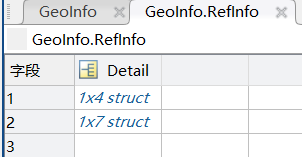 GeoInfo × GeoInfo.RefInfo ×
GeoInfo.RefInfo
字段 Detail
1 1x4 struct
2 1x7 struct
3